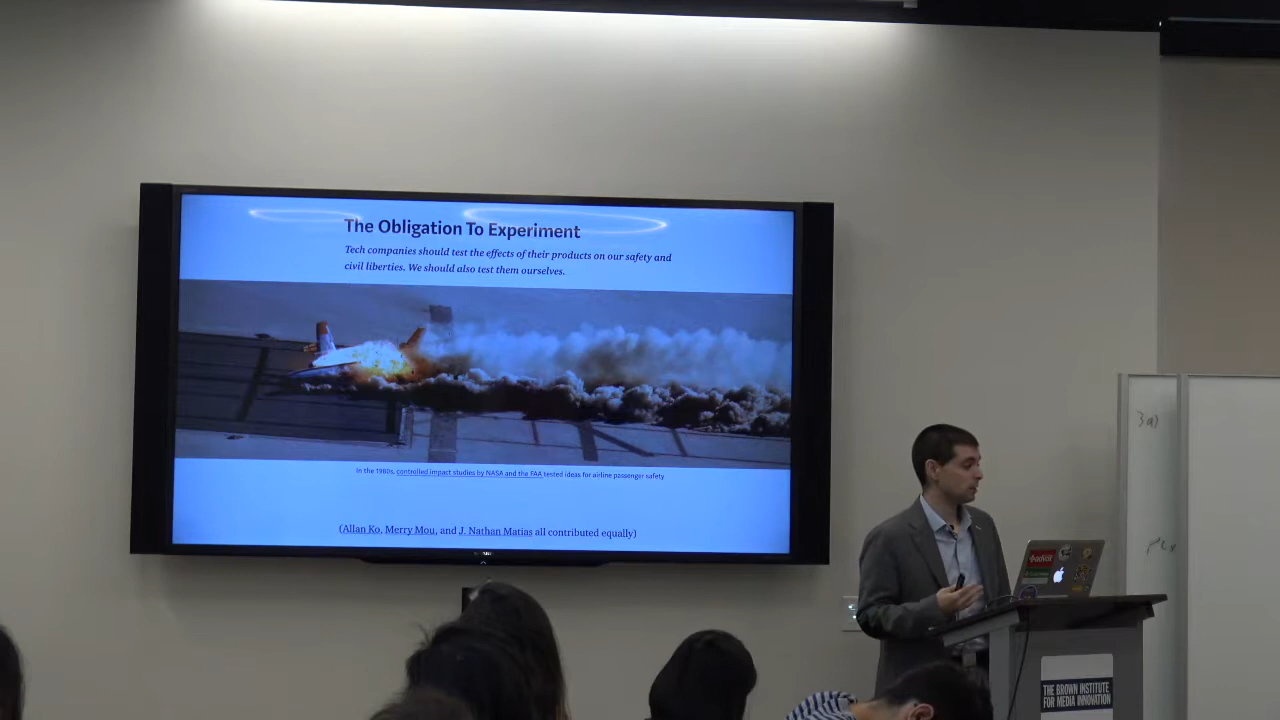 The Obligation To Experiment
Tech companies should test the effects of their products on our safety and
civil liberties. We should also test them ourselves.
In the 1980s, controlled impact studies by NASA and the FAA tested ideas for airline passenger safety
(Allan Ko, Merry Mou, and J. Nathan Matias all contributed equally)
3a)
THE BROWN INSTITUTE
FOR MEDIA INNOVATION